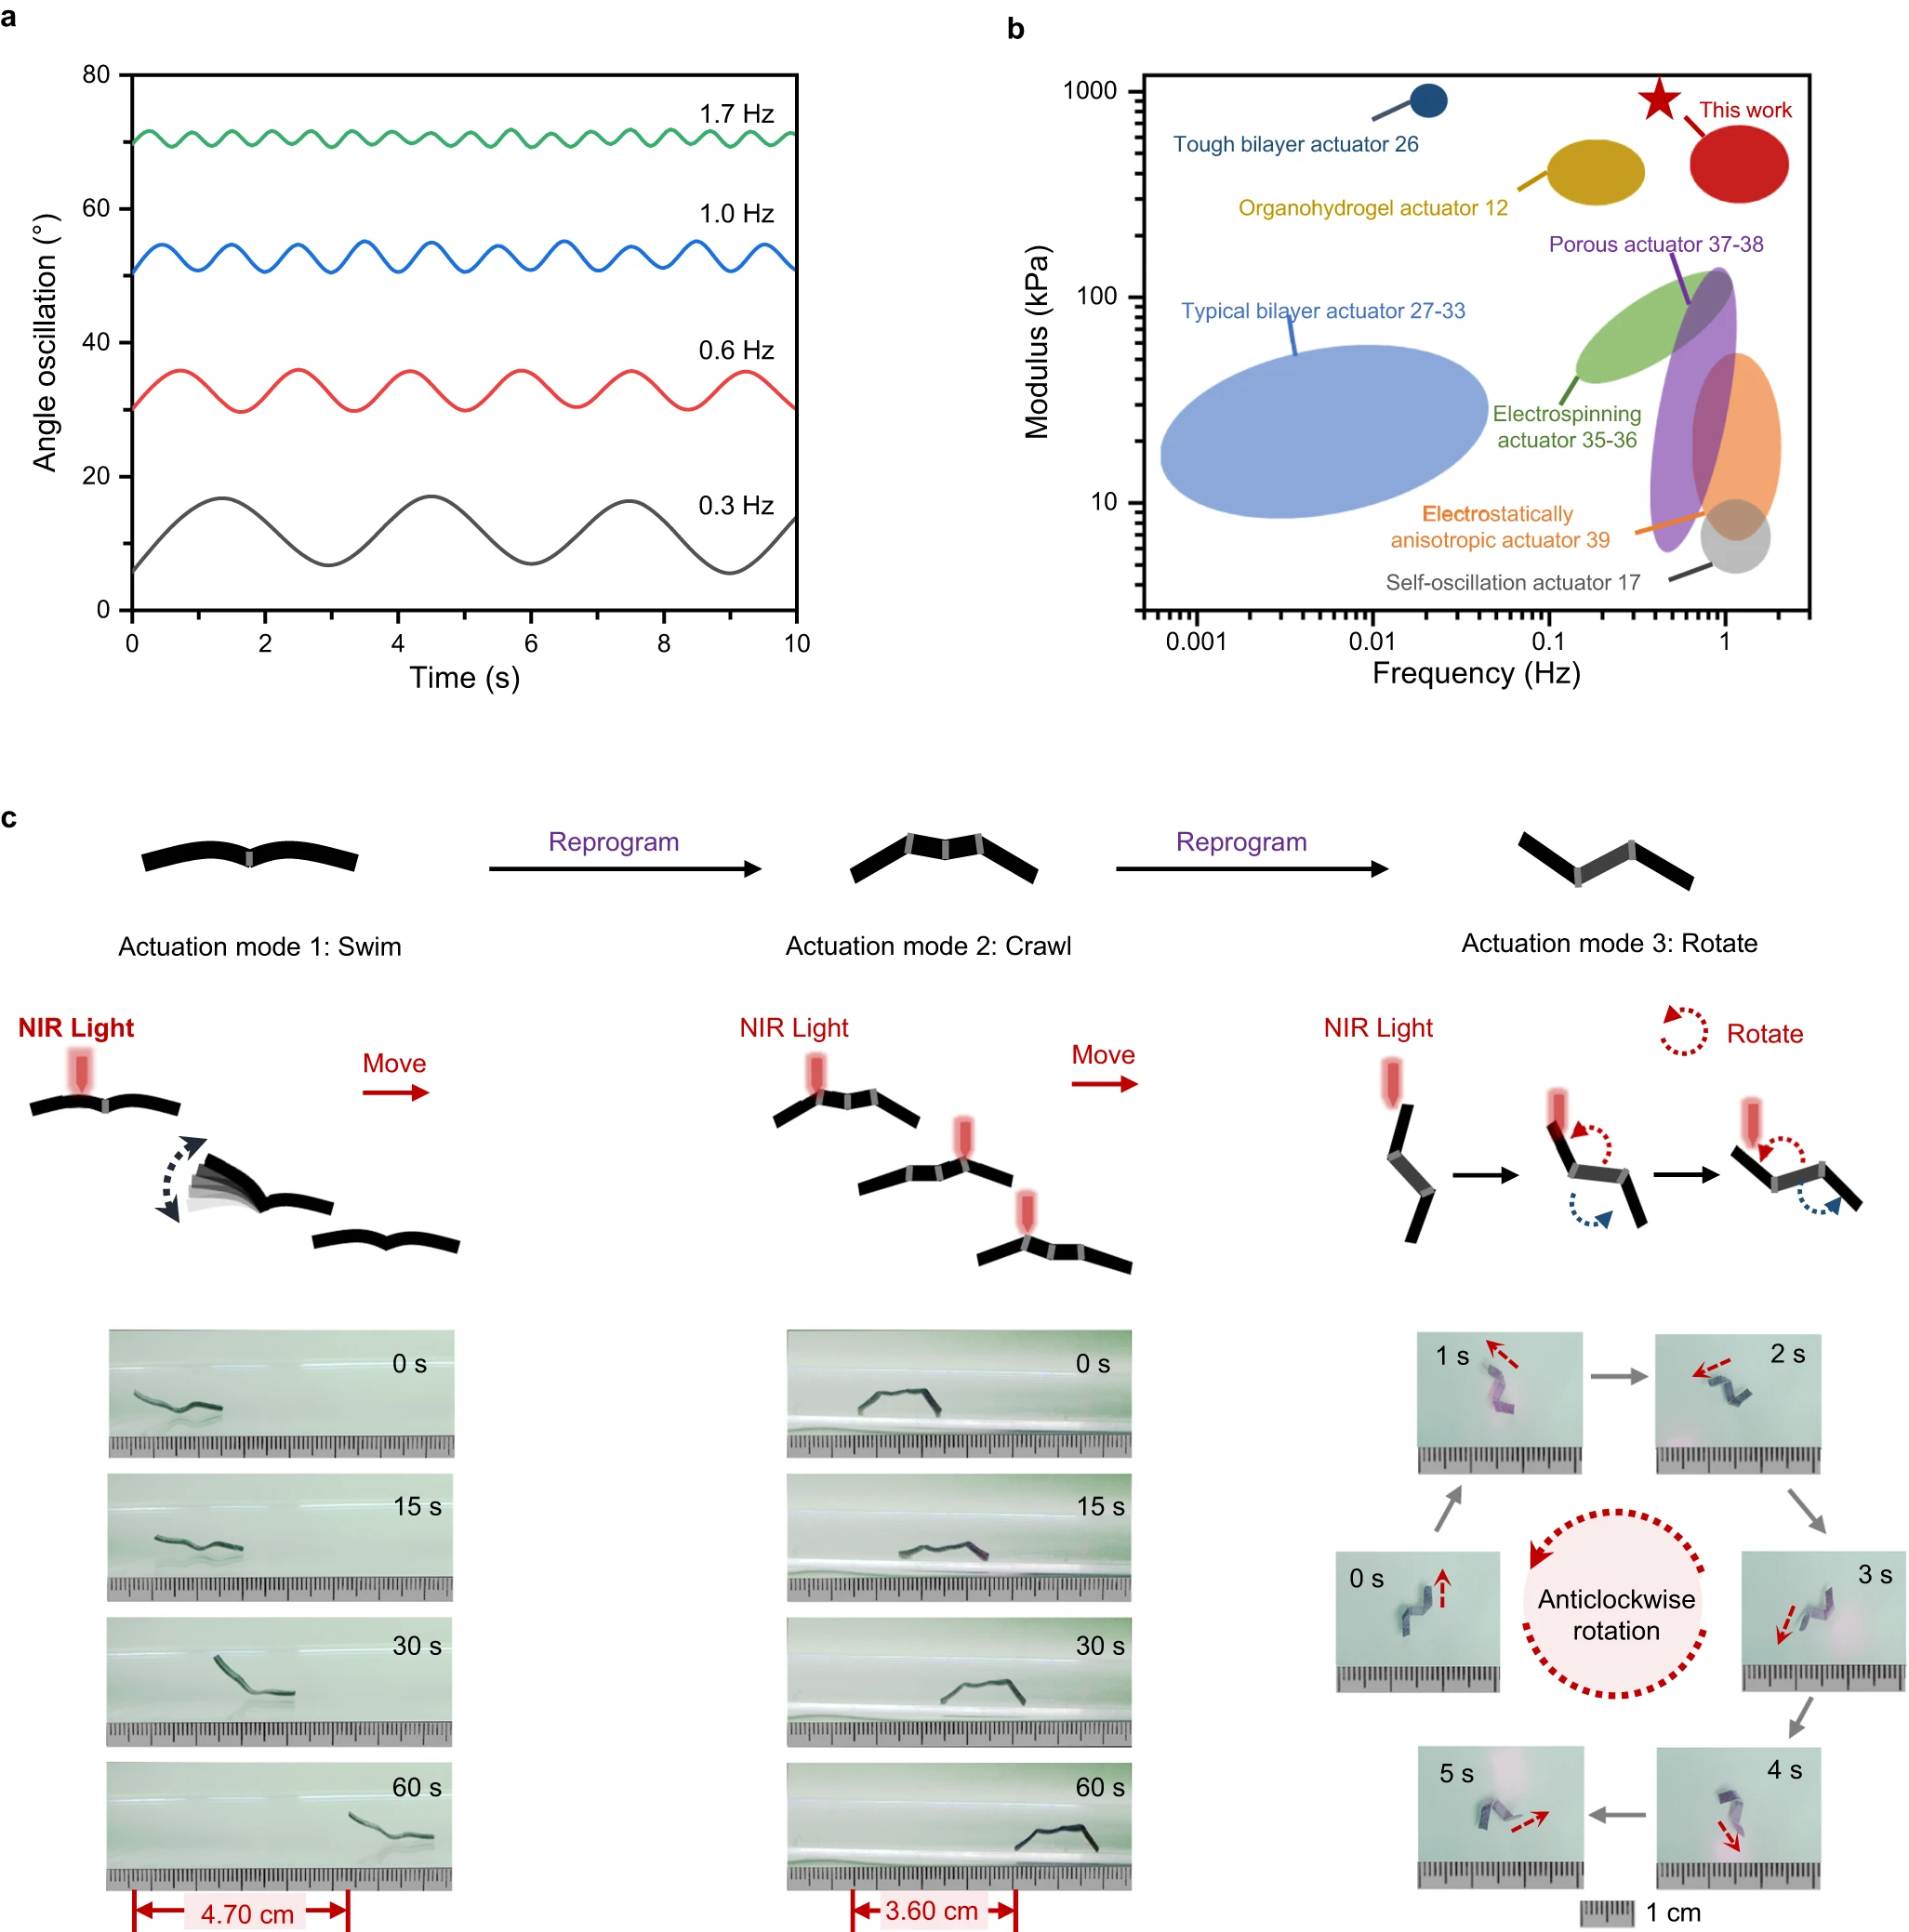 a
80
60
40
20
0
Angle oscillation (°)
1.7 Hz
1.0 Hz
0.6 Hz
0.3 Hz
0
2
4
6
8
10
Time (s)
b
1000
100
10
Modulus (kPa)
This work
Tough bilayer actuator 26
Organohydrogel actuator 12
Porous actuator 37-38
Typical bilayer actuator 27-33
Electrospinning
actuator 35-36
Electrostatically
anisotropic actuator 39
Self-oscillation actuator 17
0.001
0.01
0.1
1
Frequency (Hz)
c
Reprogram
Reprogram
Actuation mode 1: Swim
Actuation mode 2: Crawl
Actuation mode 3: Rotate
NIR Light
Move
NIR Light
Move
NIR Light
Rotate
0 s
15 s
30 s
60 s
4.70 cm
0 s
15 s
30 s
60 s
3.60 cm
1 s
2 s
0 s
3 s
Anticlockwise
rotation
5 s
4 s
1 cm